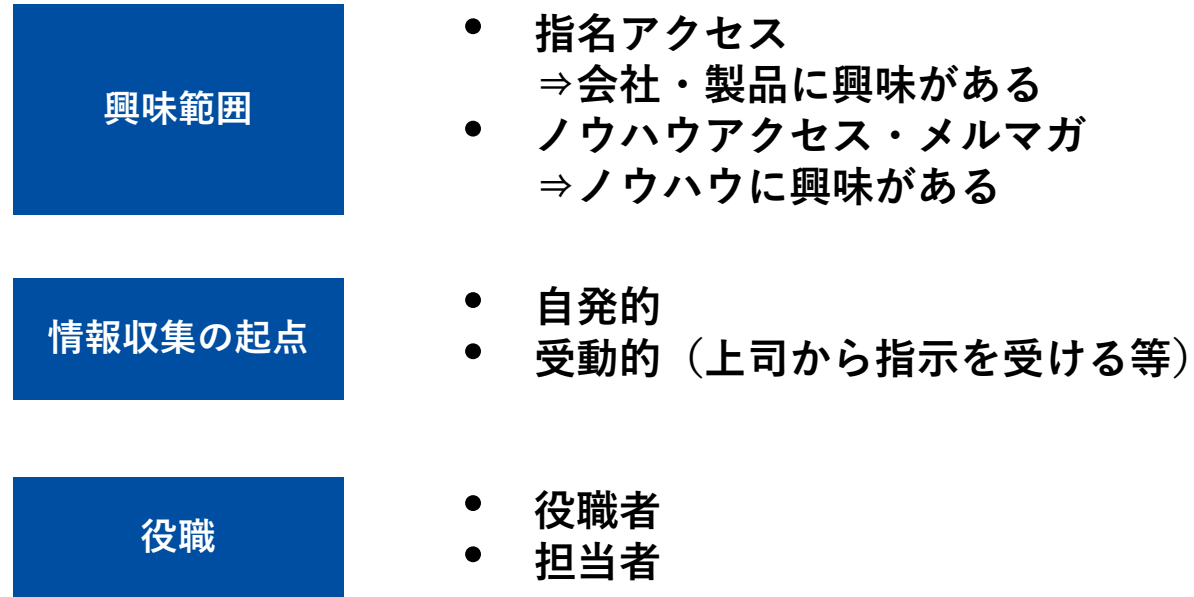 興味範囲
• 指名アクセス
⇒会社・製品に興味がある
• ノウハウアクセス・メルマガ
⇒ノウハウに興味がある
情報収集の起点
• 自発的
• 受動的（上司から指示を受ける等）
役職
• 役職者
• 担当者